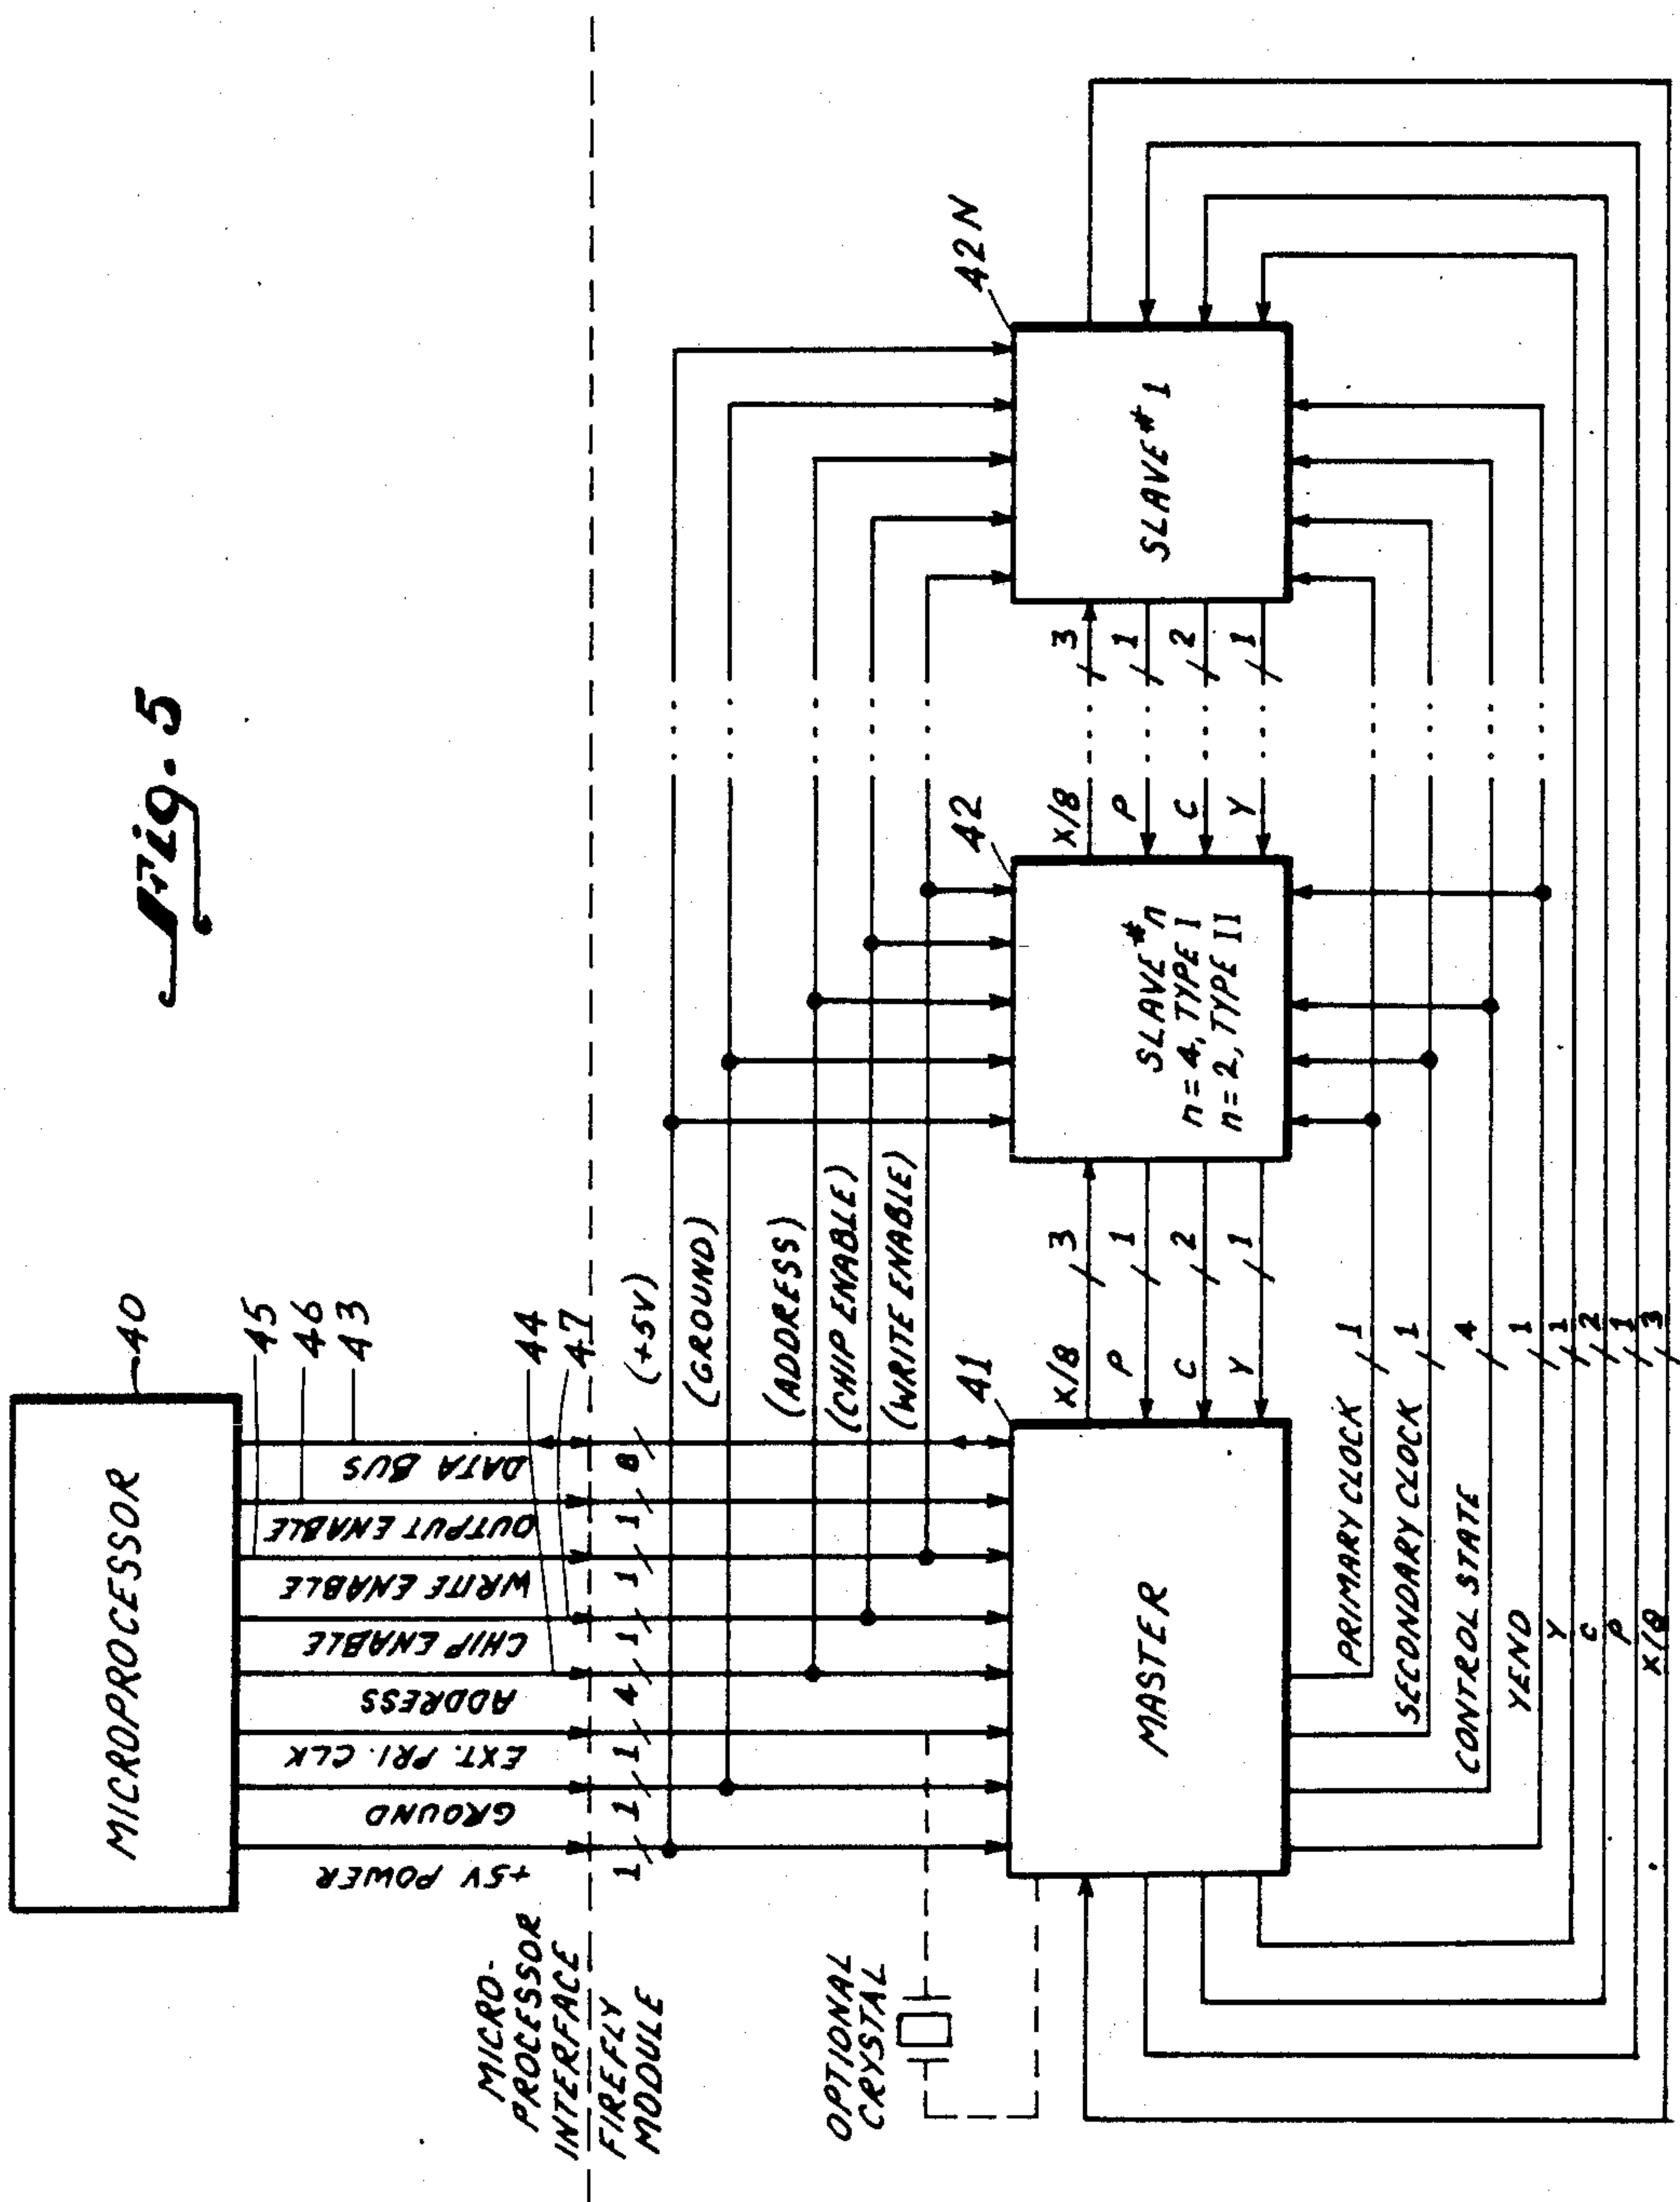 Fig. 5
MICROPROCESSOR
40
+5V POWER
GROUND
EXT. PRI. CLK
ADDRESS
CHIP ENABLE
WRITE ENABLE
OUTPUT ENABLE
DATA BUS
45
46
43
44
47
MICRO-
PROCESSOR
INTERFACE
FIREFLY
MODULE
1
1
1
4
1
1
1
8
(+5V)
(GROUND)
(ADDRESS)
(CHIP ENABLE)
(WRITE ENABLE)
OPTIONAL
CRYSTAL
MASTER
41
X/8 3
P 1
C 2
Y 1
SLAVE #n
n=4, TYPE I
n=2, TYPE II
42
X/8 3
P 1
C 2
Y 1
SLAVE #1
42N
PRIMARY CLOCK 1
SECONDARY CLOCK 1
CONTROL STATE 4
YEND 1
Y 1
C 2
P 1
X/8 3